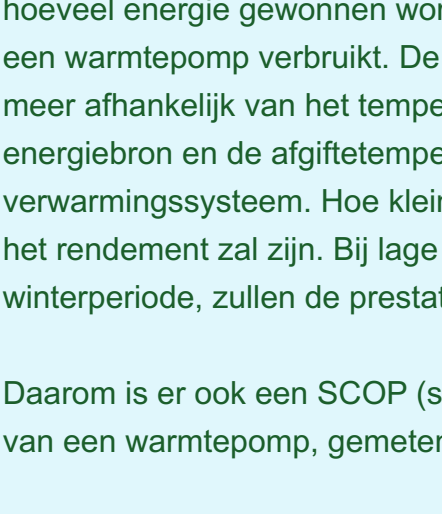 hoeveel energie gewonnen wor
een warmtepomp verbruikt. De
meer afhankelijk van het tempe
energiebron en de afgiftetempe
verwarmingssysteem. Hoe klein
het rendement zal zijn. Bij lage
winterperiode, zullen de prestat
Daarom is er ook een SCOP (s
van een warmtepomp, gemeten